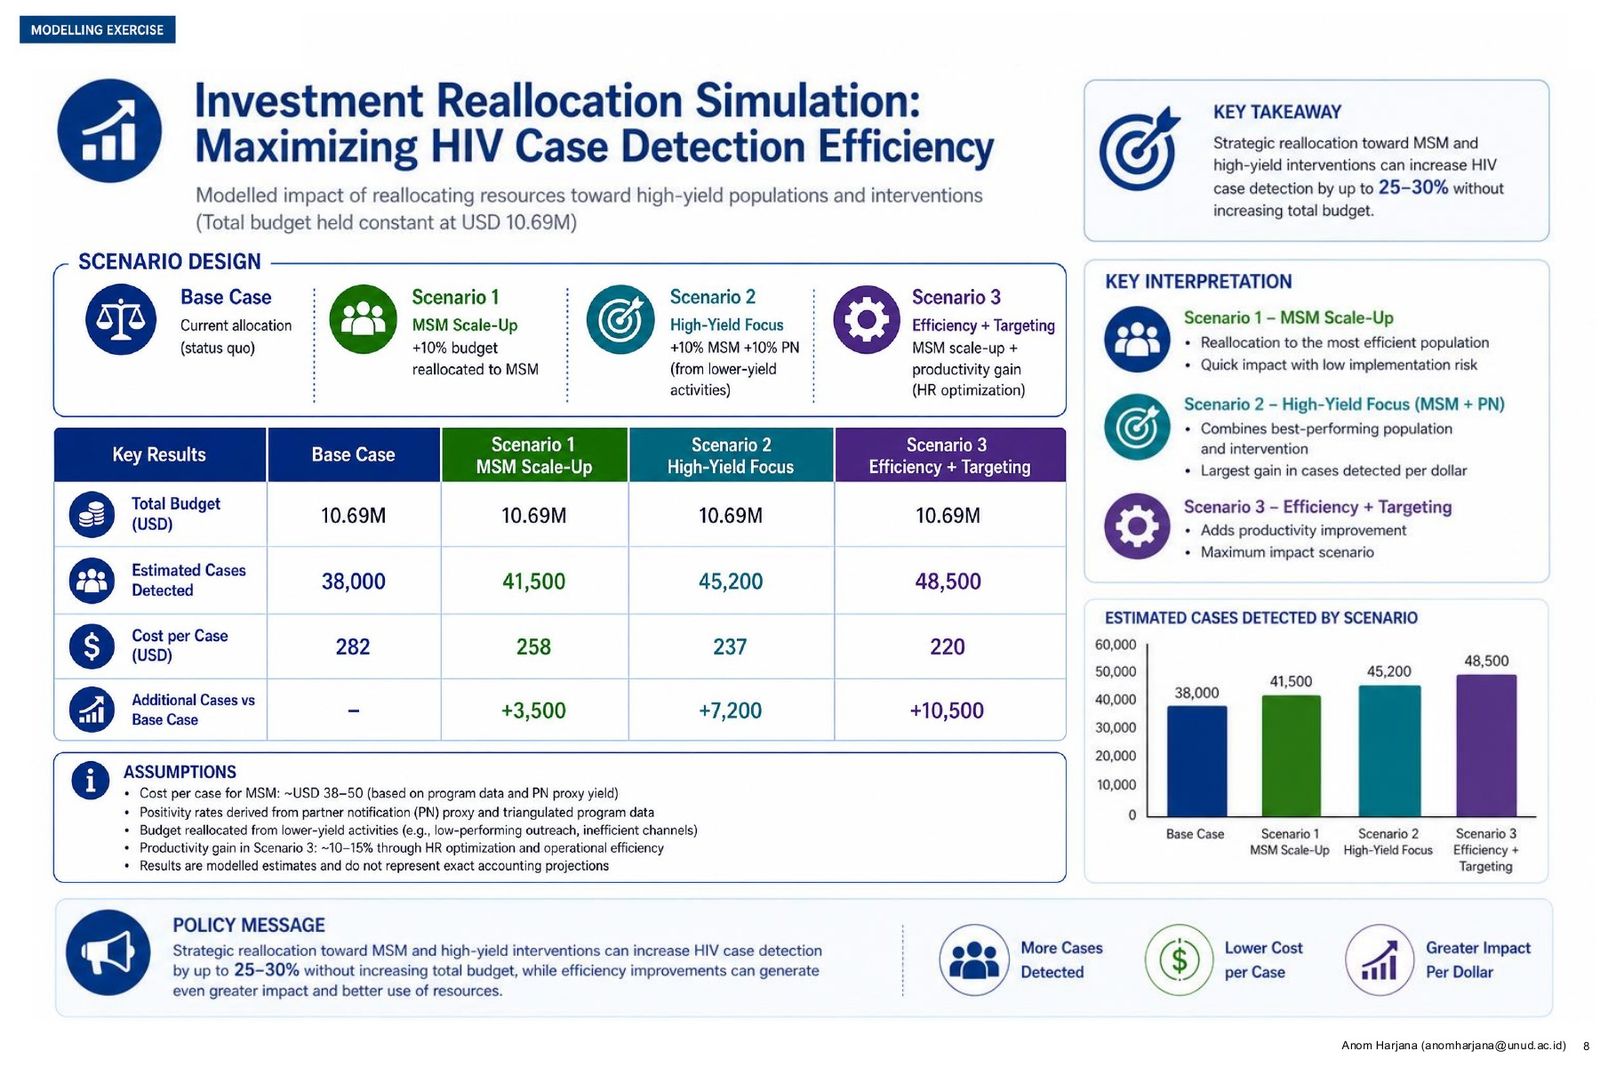 MODELLING EXERCISE
Investment Reallocation Simulation:
Maximizing HIV Case Detection Efficiency
Modelled impact of reallocating resources toward high-yield populations and interventions
(Total budget held constant at USD 10.69M)
KEY TAKEAWAY
Strategic reallocation toward MSM and
high-yield interventions can increase HIV
case detection by up to 25–30% without
increasing total budget.
SCENARIO DESIGN
Base Case
Current allocation
(status quo)
Scenario 1
MSM Scale-Up
+10% budget
reallocated to MSM
Scenario 2
High-Yield Focus
+10% MSM +10% PN
(from lower-yield
activities)
Scenario 3
Efficiency + Targeting
MSM scale-up +
productivity gain
(HR optimization)
Key Results
Base Case
Scenario 1
MSM Scale-Up
Scenario 2
High-Yield Focus
Scenario 3
Efficiency + Targeting
Total Budget
(USD)
10.69M
10.69M
10.69M
10.69M
Estimated Cases
Detected
38,000
41,500
45,200
48,500
$
Cost per Case
(USD)
282
258
237
220
Additional Cases vs
Base Case
–
+3,500
+7,200
+10,500
KEY INTERPRETATION
Scenario 1 – MSM Scale-Up
• Reallocation to the most efficient population
• Quick impact with low implementation risk
Scenario 2 – High-Yield Focus (MSM + PN)
• Combines best-performing population
and intervention
• Largest gain in cases detected per dollar
Scenario 3 – Efficiency + Targeting
• Adds productivity improvement
• Maximum impact scenario
ESTIMATED CASES DETECTED BY SCENARIO
60,000
50,000
40,000
30,000
20,000
10,000
0
38,000
41,500
45,200
48,500
Base Case
Scenario 1
MSM Scale-Up
Scenario 2
High-Yield Focus
Scenario 3
Efficiency +
Targeting
i
ASSUMPTIONS
• Cost per case for MSM: ~USD 38–50 (based on program data and PN proxy yield)
• Positivity rates derived from partner notification (PN) proxy and triangulated program data
• Budget reallocated from lower-yield activities (e.g., low-performing outreach, inefficient channels)
• Productivity gain in Scenario 3: ~10–15% through HR optimization and operational efficiency
• Results are modelled estimates and do not represent exact accounting projections
POLICY MESSAGE
Strategic reallocation toward MSM and high-yield interventions can increase HIV case detection
by up to 25–30% without increasing total budget, while efficiency improvements can generate
even greater impact and better use of resources.
More Cases
Detected
$
Lower Cost
per Case
Greater Impact
Per Dollar
Anom Harjana (anomharjana@unud.ac.id) 8